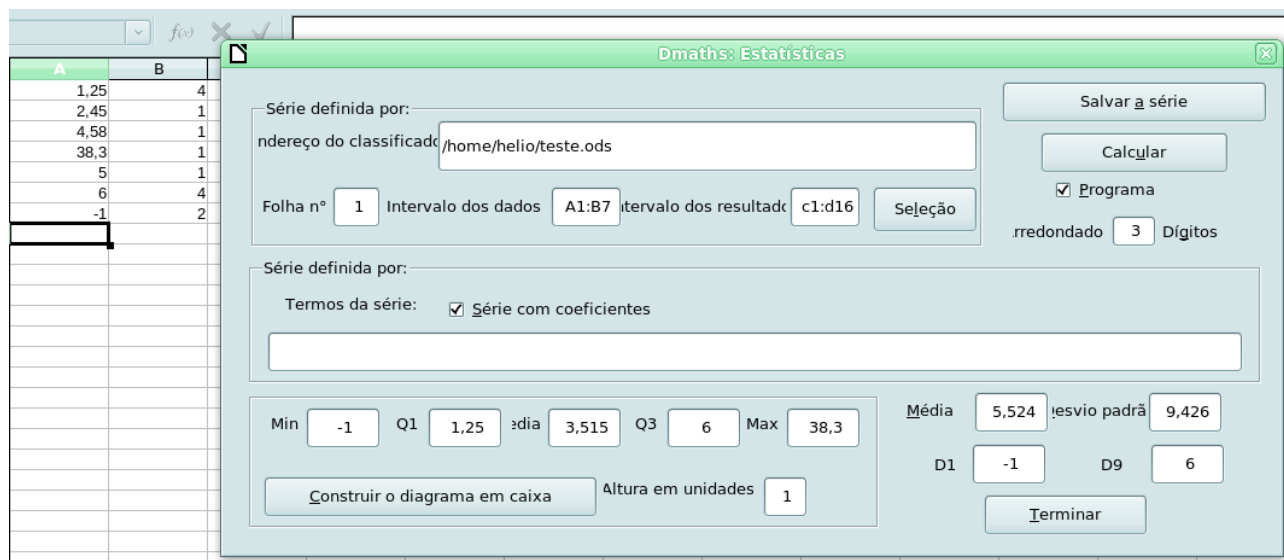 f(x)
Dmaths: Estatísticas
A B
1,25 4
2,45 1
4,58 1
38,3 1
5 1
6 4
-1 2
Série definida por:
Salvar a série
ndereço do classificado /home/helio/teste.ods
Calcular
Programa
Folha n° 1 Intervalo dos dados A1:B7 ntervalo dos resultado c1:d16 Seleção
rredondado 3 Dígitos
Série definida por:
Termos da série: Série com coeficientes
Min -1 Q1 1,25 edia 3,515 Q3 6 Max 38,3
Média 5,524 esvio padrã 9,426
D1 -1 D9 6
Construir o diagrama em caixa Altura em unidades 1
Terminar